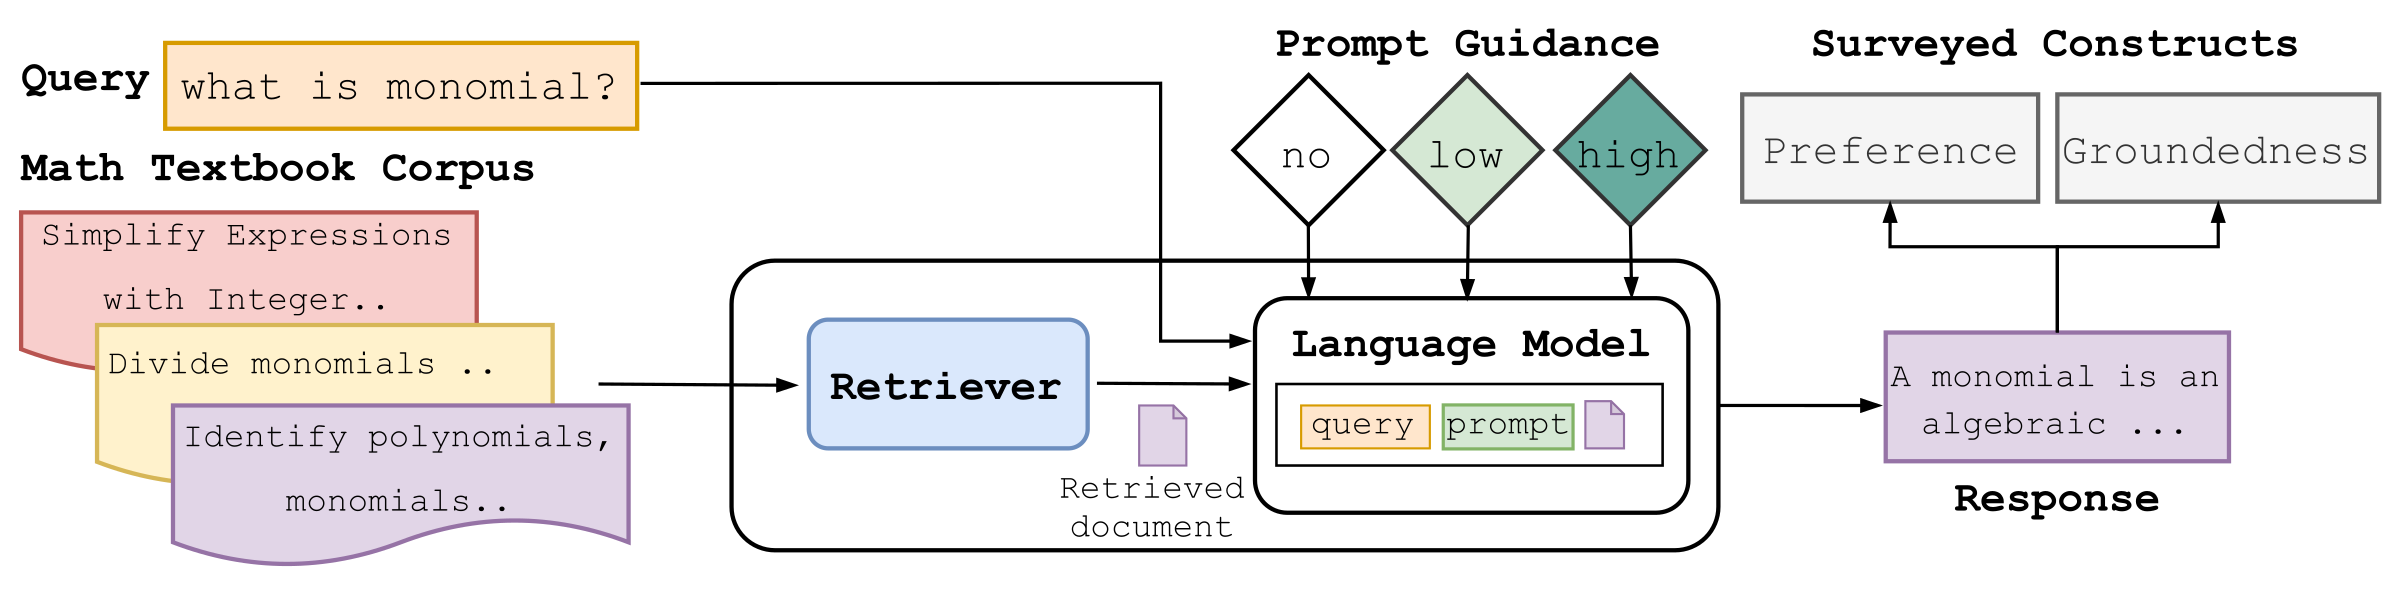 Query
what is monomial?
Math Textbook Corpus
Simplify Expressions
with Integer..
Divide monomials ..
Identify polynomials,
monomials..
Retriever
Retrieved
document
Prompt Guidance
no
low
high
Language Model
query
prompt
Surveyed Constructs
Preference
Groundedness
A monomial is an
algebraic ...
Response